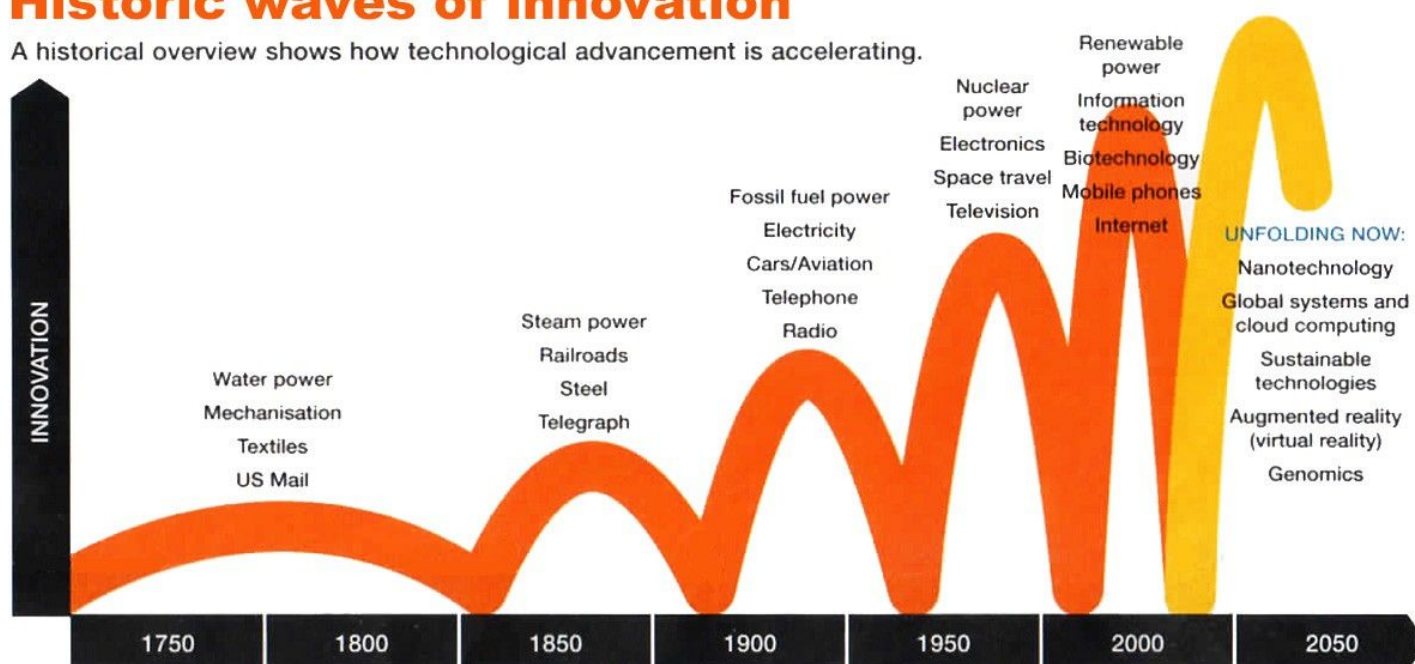 Historic waves of innovation
A historical overview shows how technological advancement is accelerating.
INNOVATION
Water power
Mechanisation
Textiles
US Mail
Steam power
Railroads
Steel
Telegraph
Fossil fuel power
Electricity
Cars/Aviation
Telephone
Radio
Nuclear
power
Electronics
Space travel
Television
Renewable
power
Information
technology
Biotechnology
Mobile phones
Internet
UNFOLDING NOW:
Nanotechnology
Global systems and
cloud computing
Sustainable
technologies
Augmented reality
(virtual reality)
Genomics
1750 1800 1850 1900 1950 2000 2050